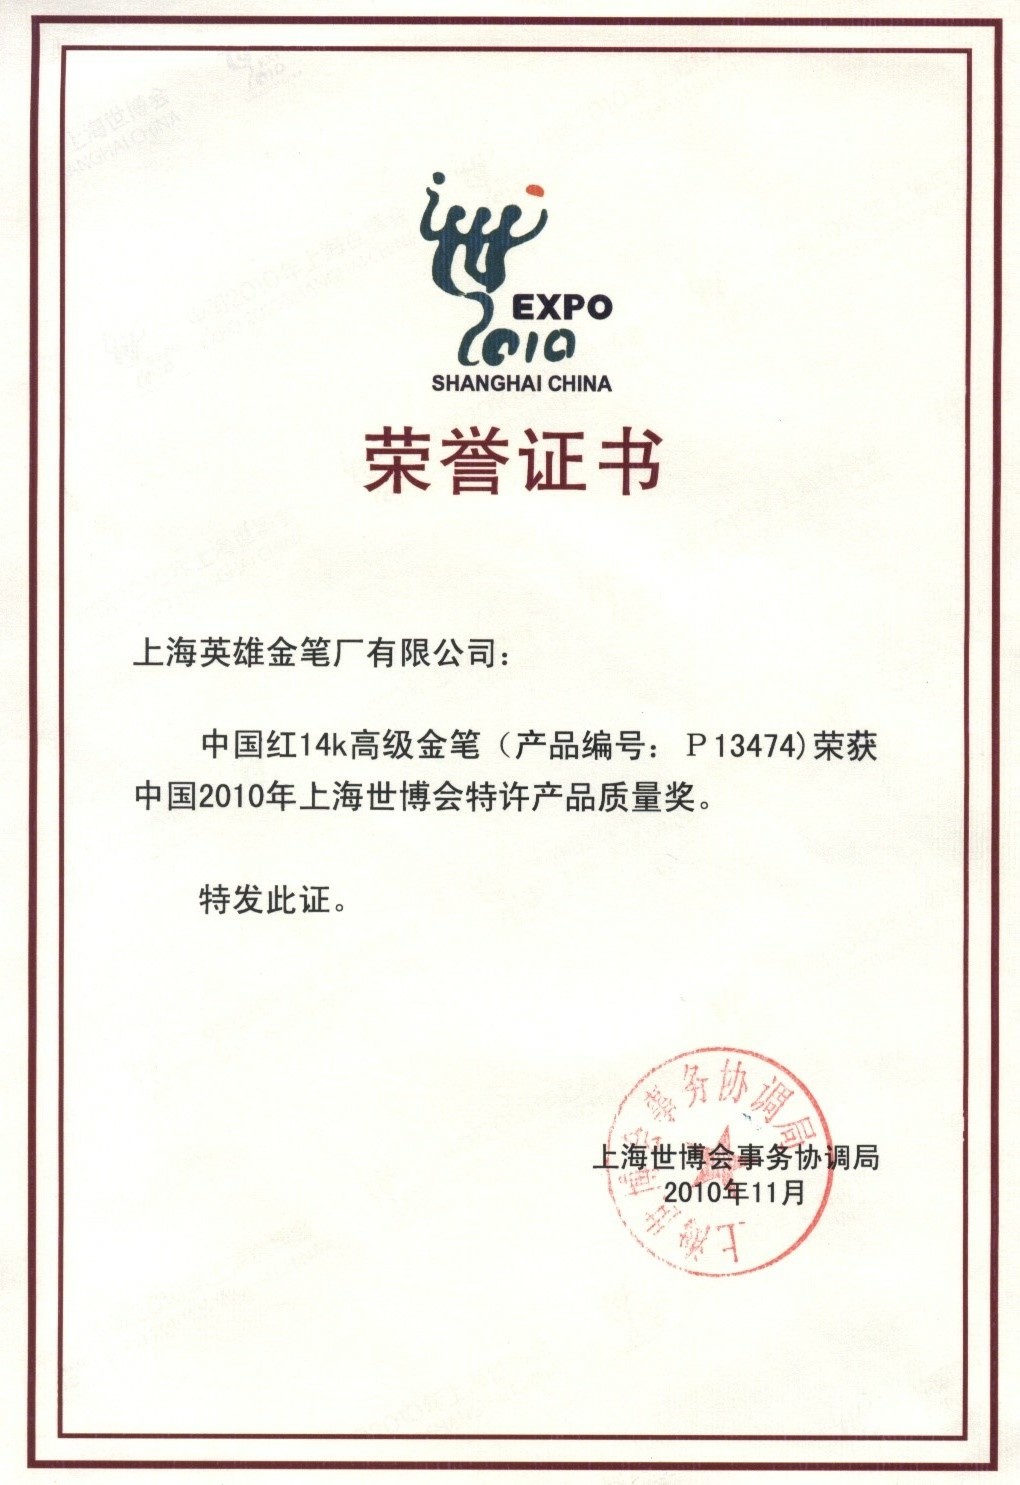 世
EXPO
2010
SHANGHAI CHINA
荣誉证书
上海英雄金笔厂有限公司：
中国红14k高级金笔（产品编号：P13474)荣获
中国2010年上海世博会特许产品质量奖。
特发此证。
上海世博会事务协调局
上海世博会事务协调局
2010年11月